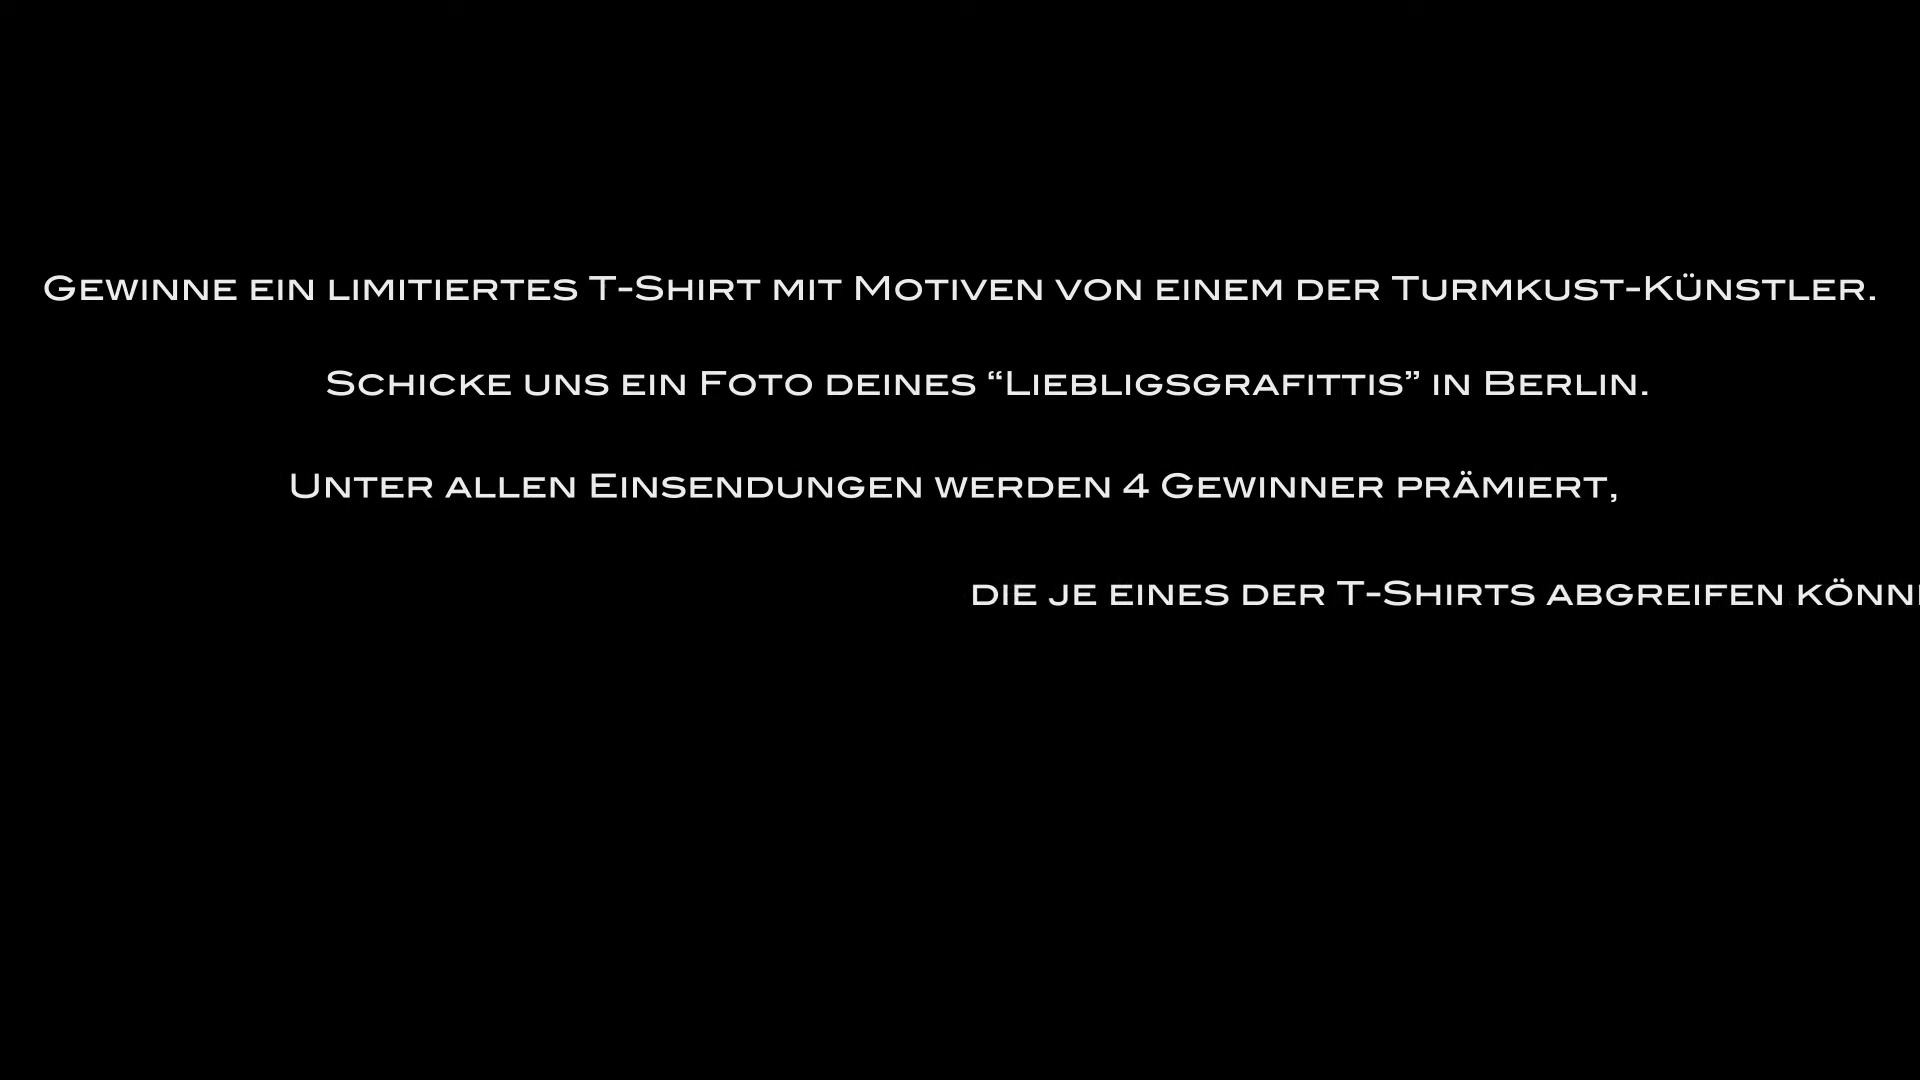 Gewinne ein limitiertes T-Shirt mit Motiven von einem der Turmkust-Künstler.
Schicke uns ein Foto deines “Liebligsgrafittis” in Berlin.
Unter allen Einsendungen werden 4 Gewinner prämiert,
die je eines der T-Shirts abgreifen könn